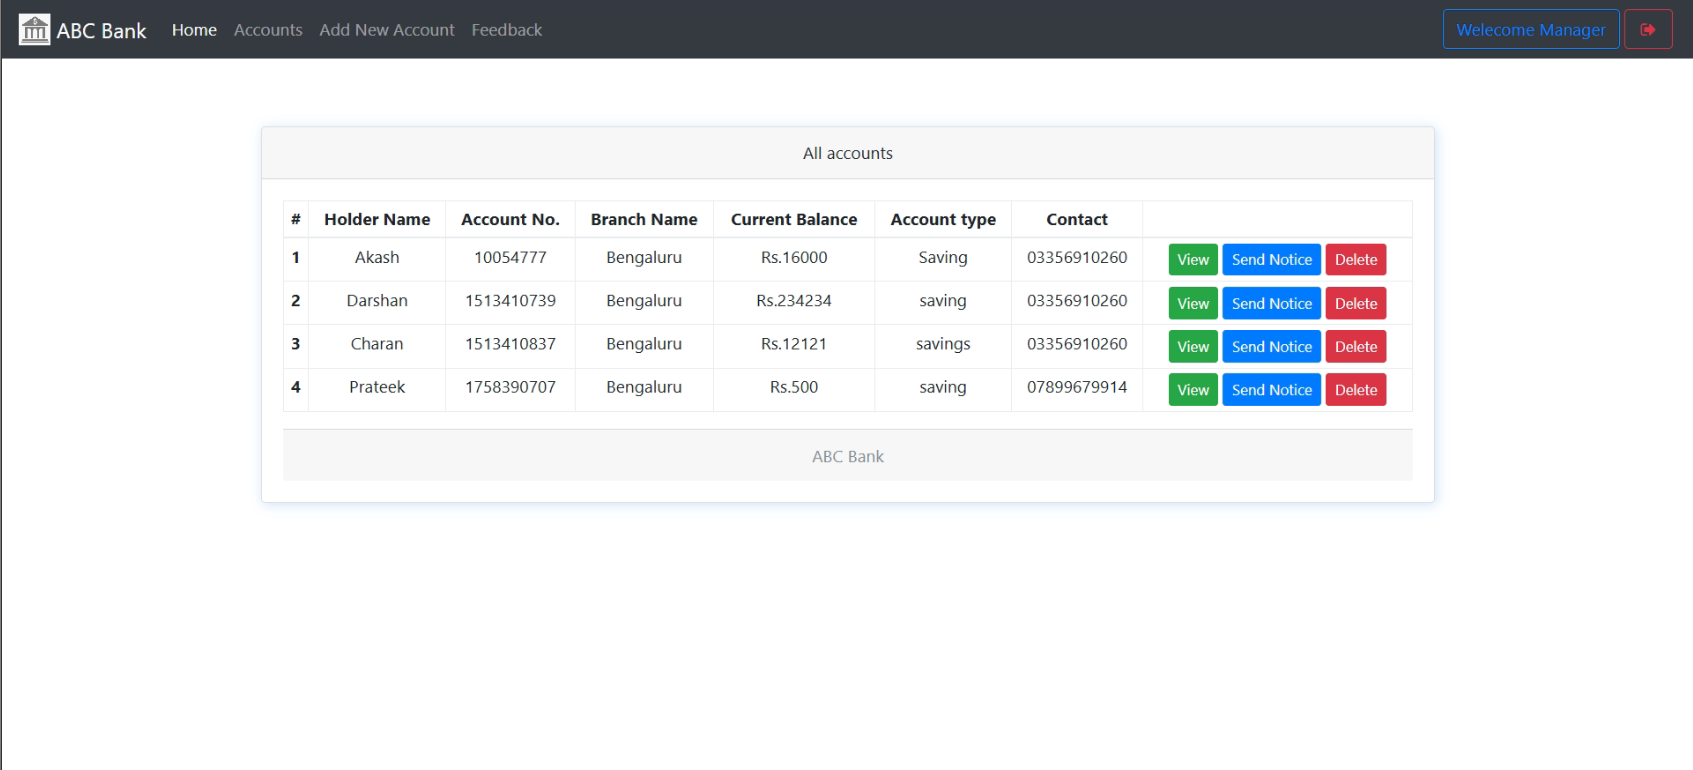 ABC Bank Home Accounts Add New Account Feedback Welecome Manager
All accounts
# Holder Name Account No. Branch Name Current Balance Account type Contact
1 Akash 10054777 Bengaluru Rs.16000 Saving 03356910260 View Send Notice Delete
2 Darshan 1513410739 Bengaluru Rs.234234 saving 03356910260 View Send Notice Delete
3 Charan 1513410837 Bengaluru Rs.12121 savings 03356910260 View Send Notice Delete
4 Prateek 1758390707 Bengaluru Rs.500 saving 07899679914 View Send Notice Delete
ABC Bank